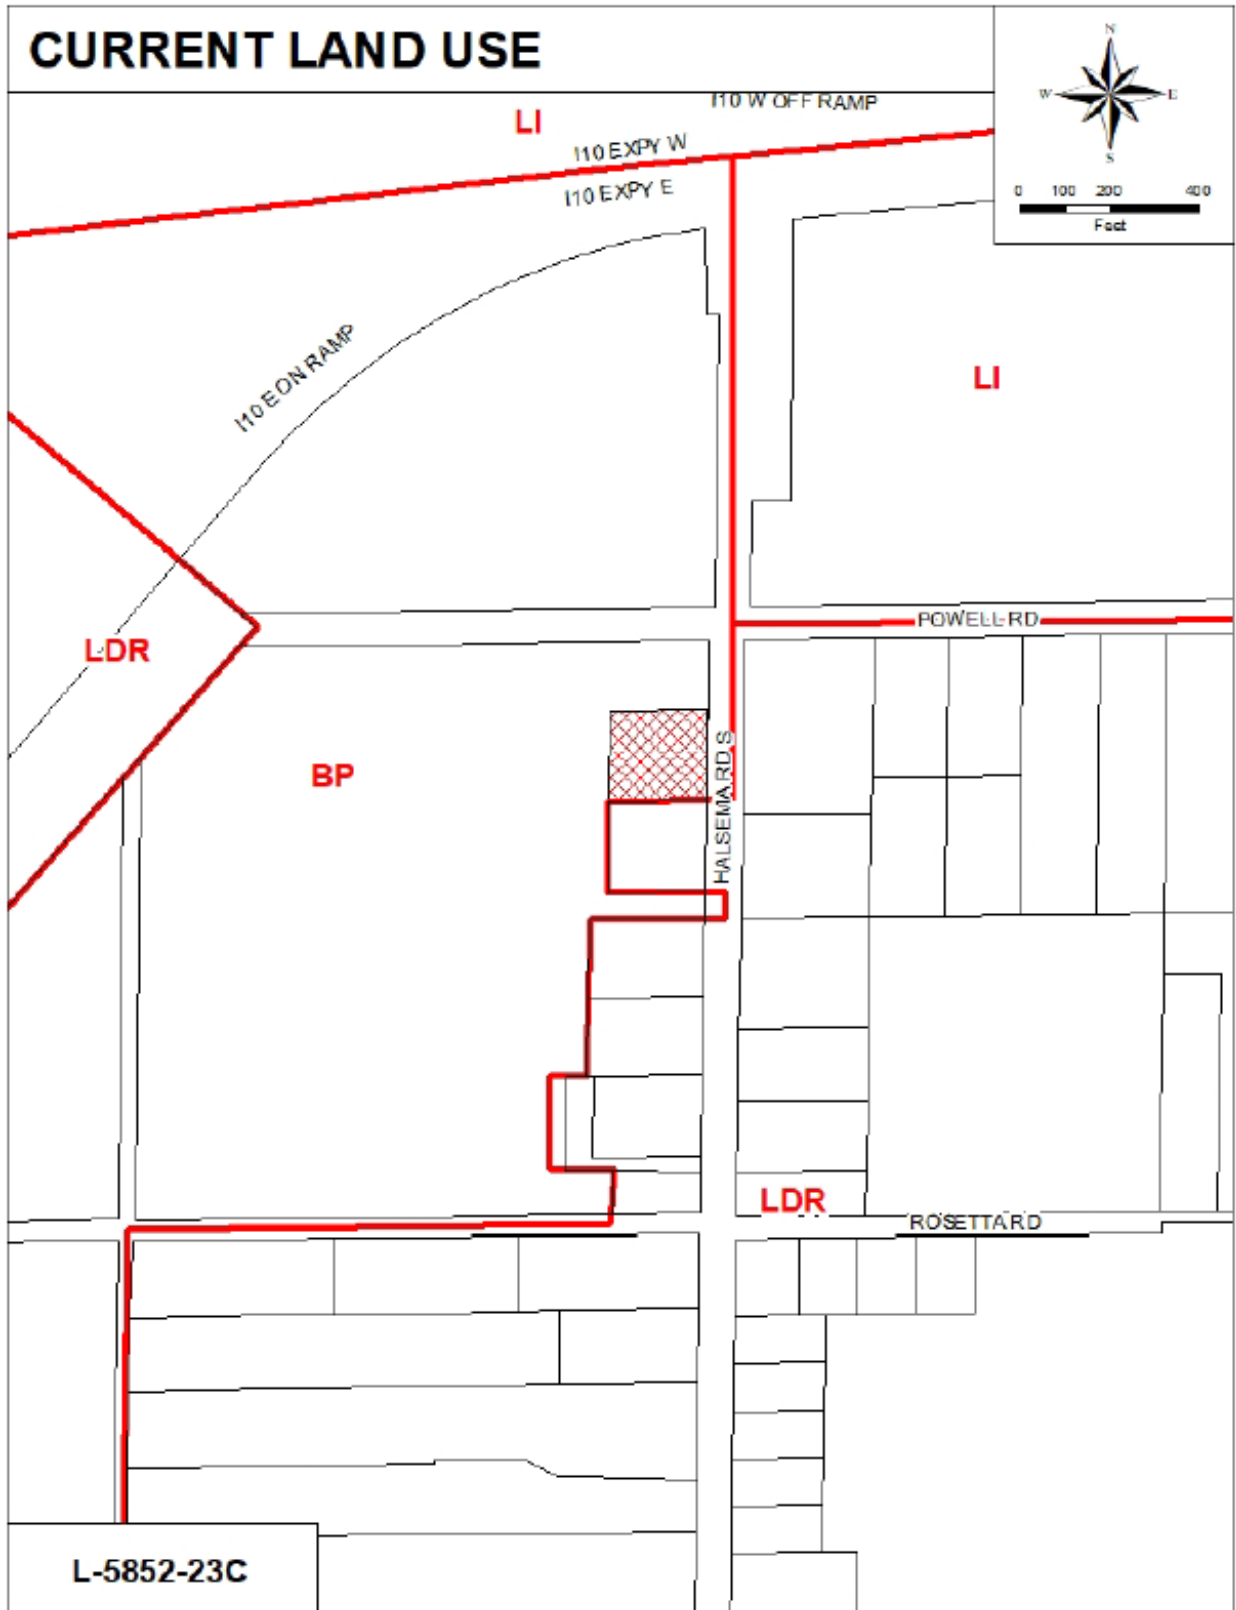 CURRENT LAND USE
N
W E
S
0 100 200 400
Feet
I10 W OFF RAMP
LI
I10 EXPY W
I10 EXPY E
I10 E ON RAMP
LI
POWELL RD
LDR
BP
HALSEMA RD S
LDR
ROSETTA RD
L-5852-23C